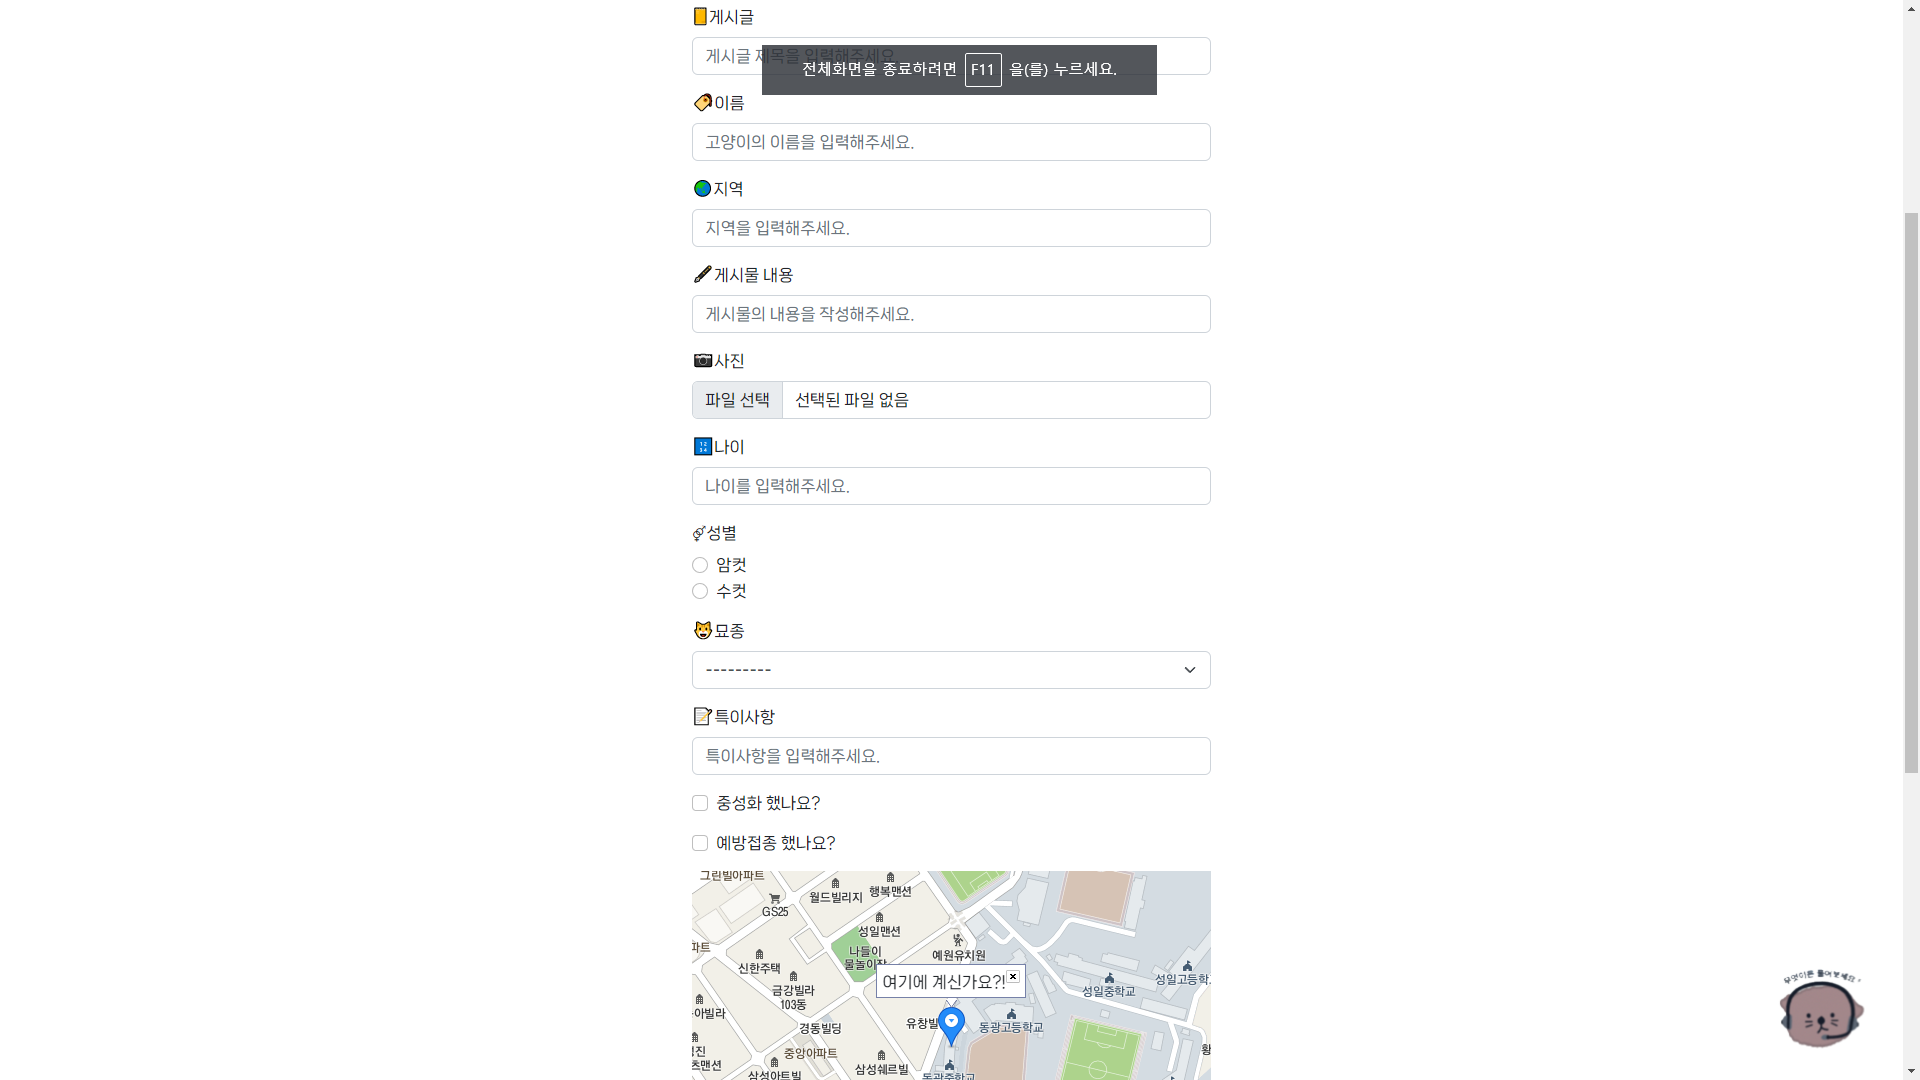 게시글
게시글 제목을 입력해주세요.
전체화면을 종료하려면 F11 을(를) 누르세요.
이름
고양이의 이름을 입력해주세요.
지역
지역을 입력해주세요.
게시물 내용
게시물의 내용을 작성해주세요.
사진
파일 선택 선택된 파일 없음
나이
나이를 입력해주세요.
성별
암컷
수컷
묘종
---------
특이사항
특이사항을 입력해주세요.
중성화 했나요?
예방접종 했나요?
그린빌아파트
월드빌리지
행복맨션
GS25
성일맨션
파트
나들이
물놀이장
예원유치원
신한주택
금강빌라
103동
여기에 계신가요?!
성일중학교
성일고등학교
아빌라
경동빌딩
유창빌
동광고등학교
중앙아파트
츠맨션
삼성아트빌
삼성쉐르빌
동광중학교
황
무엇이든 물어보세요!